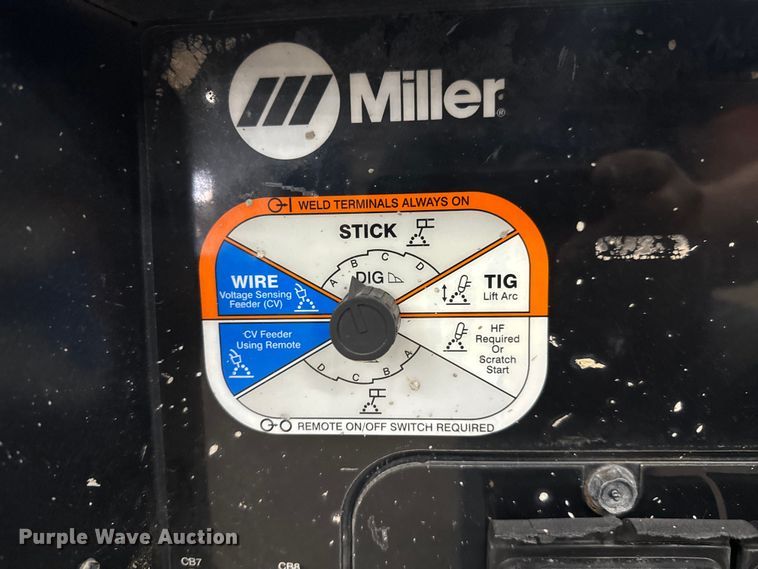 Miller®
WELD TERMINALS ALWAYS ON
STICK
A B C D
DIG
WIRE
Voltage Sensing
Feeder (CV)
TIG
Lift Arc
CV Feeder
Using Remote
HF
Required
Or
Scratch
Start
D C B A
REMOTE ON/OFF SWITCH REQUIRED
CB7
CB8
Purple Wave Auction